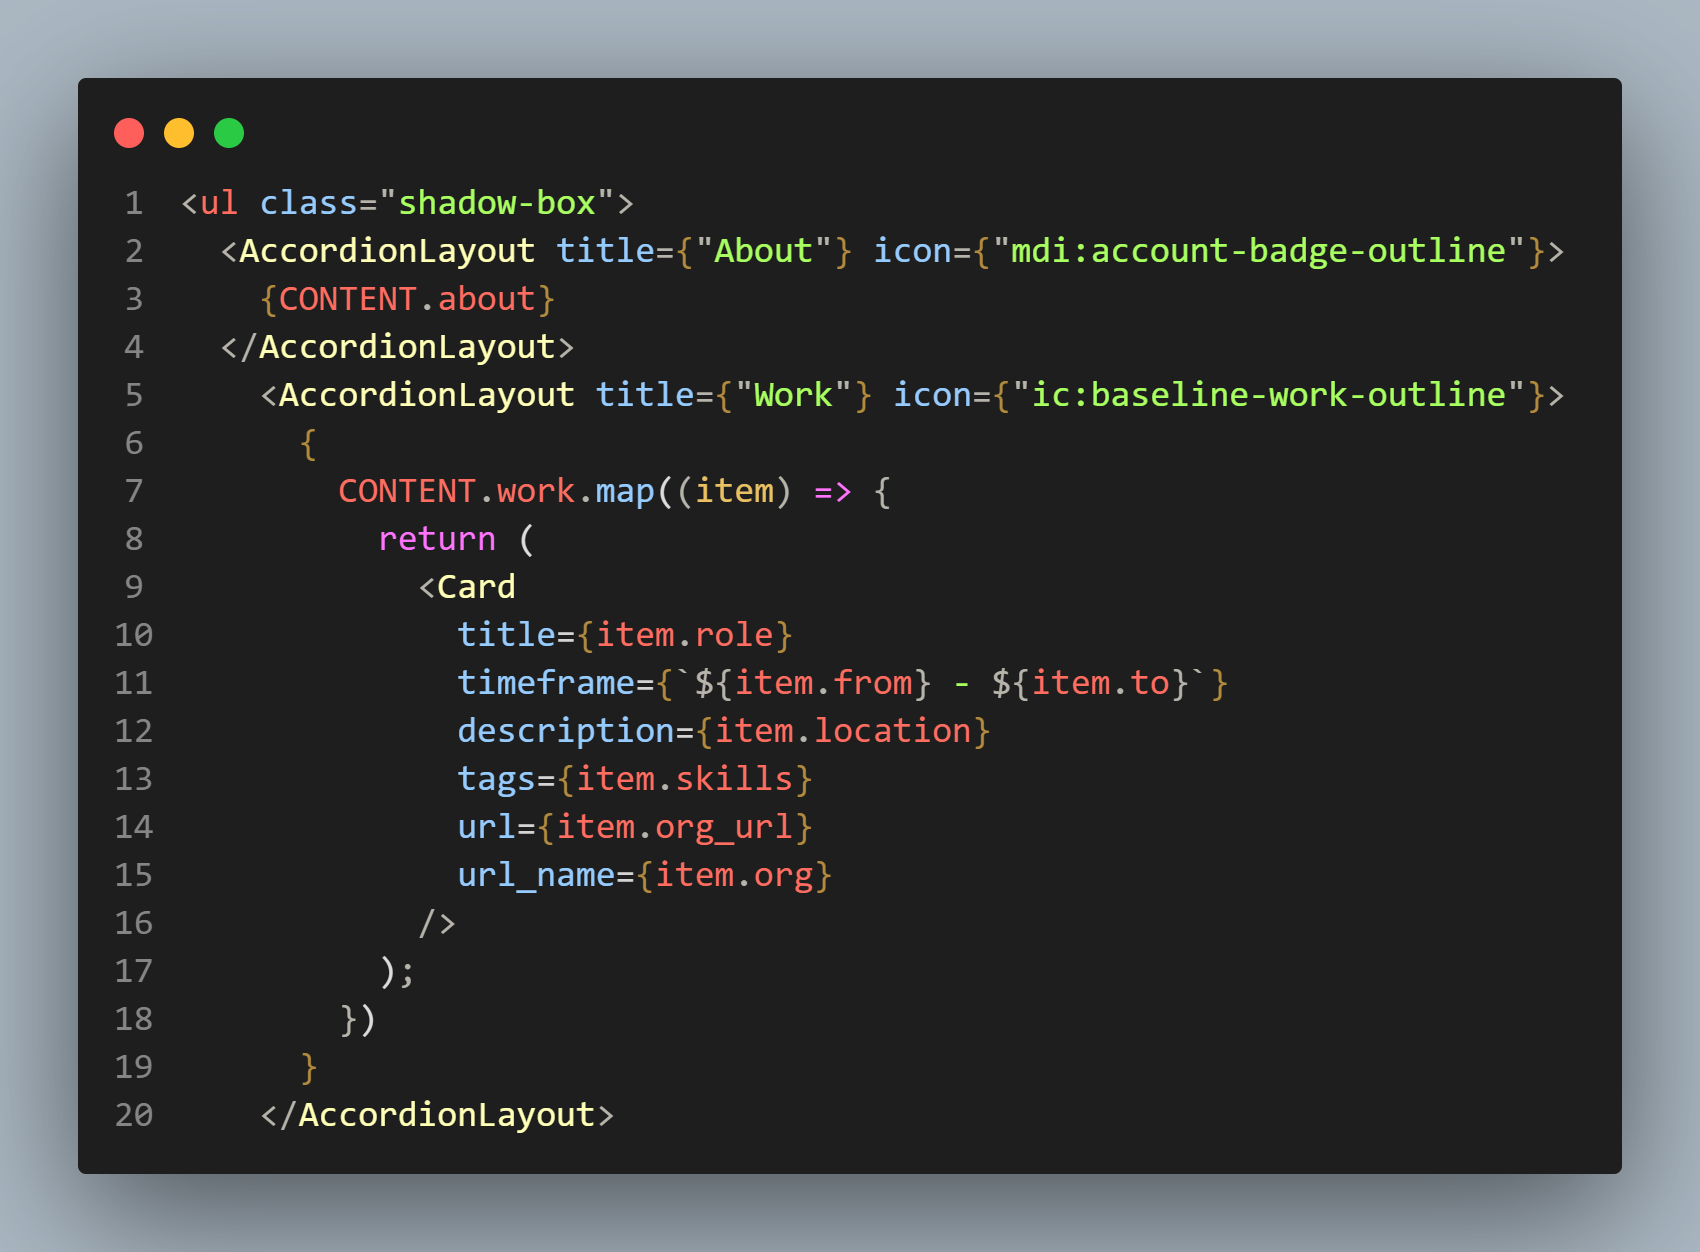 1 <ul class="shadow-box">
2   <AccordionLayout title={"About"} icon={"mdi:account-badge-outline"}>
3     {CONTENT.about}
4   </AccordionLayout>
5     <AccordionLayout title={"Work"} icon={"ic:baseline-work-outline"}>
6       {
7         CONTENT.work.map((item) => {
8           return (
9             <Card
10               title={item.role}
11               timeframe={`${item.from} - ${item.to}`}
12               description={item.location}
13               tags={item.skills}
14               url={item.org_url}
15               url_name={item.org}
16             />
17           );
18         })
19       }
20     </AccordionLayout>